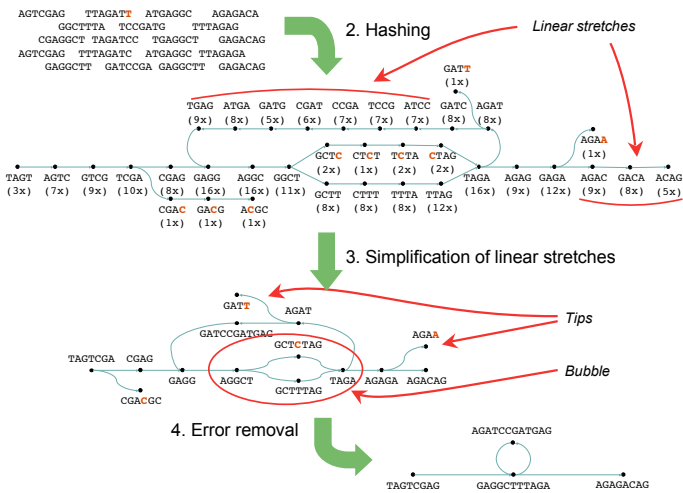 AGTCGAG TTAGATT ATGAGGC AGAGACA
GGCTTTA TCCGATG TTTAGAG
CGAGGCT TAGATCC TGAGGCT GAGACAG
AGTCGAG TTTAGATC ATGAGGC TTAGAGA
GAGGCTT GATCCGA GAGGCTT GAGACAG
2. Hashing
Linear stretches
GATT
(1x)
TGAG ATGA GATG CGAT CCGA TCCG ATCC GATC AGAT
(9x) (8x) (5x) (6x) (7x) (7x) (7x) (8x) (8x)
AGAA
(1x)
GCTC CTCT TCTA CTAG
(2x) (1x) (2x) (2x)
TAGT AGTC GTCG TCGA CGAG GAGG AGGC GGCT TAGA AGAG GAGA AGAC GACA ACAG
(3x) (7x) (9x) (10x) (8x) (16x) (16x) (11x) (16x) (9x) (12x) (9x) (8x) (5x)
GCTT CTTT TTTA TTAG
(8x) (8x) (8x) (12x)
CGAC GACG ACGC
(1x) (1x) (1x)
3. Simplification of linear stretches
GATT
AGAT
Tips
GATCCGATGAG
AGAA
GCTCTAG
TAGTCGA CGAG
Bubble
GAGG AGGCT TAGA AGAGA AGACAG
GCTTTAG
CGACGC
4. Error removal
AGATCCGATGAG
TAGTCGAG GAGGCTTTAGA AGAGACAG